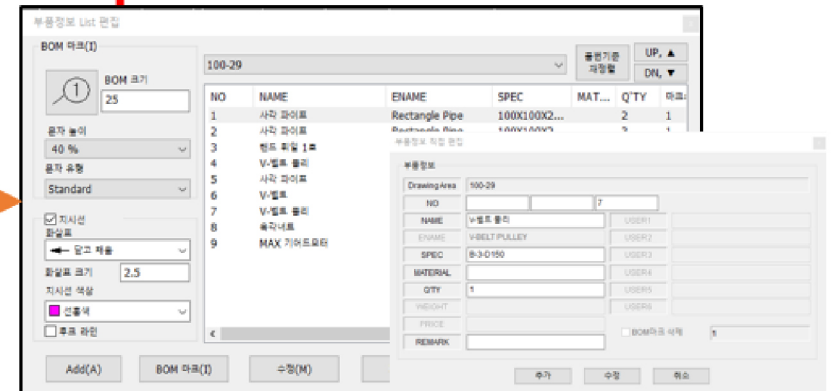 부품정보 List 편집
BOM 마크(I)
BOM 크기
25
문자 높이
40 %
문자 유형
Standard
지시선
화살표
닫고 채움
화살표 크기 2.5
지시선 색상
선홍색
후크 라인
100-29
품번기준
재정렬
UP, ▲
DN, ▼
NO NAME ENAME SPEC MAT... Q'TY
1 사각 파이프 Rectangle Pipe 100X100X2... 2 1
2 사각 파이프 Rectangle Pipe
3 핸드 휘일 1호
4 V-벨트 풀리
5 사각 파이프
6 V-벨트
7 V-벨트 풀리
8 육각너트
9 MAX 기어드모터
Add(A) BOM 마크(I) 수정(M)
부품정보 직접 편집
부품정보
DrawingArea 100-29
NO 7
NAME V-벨트 풀리 USER1
ENAME V-BELT PULLEY USER2
SPEC B-3-D150 USER3
MATERIAL USER4
QTY 1 USER5
WEIGHT USER6
PRICE BOM마크 삭제
REMARK
추가 수정 취소